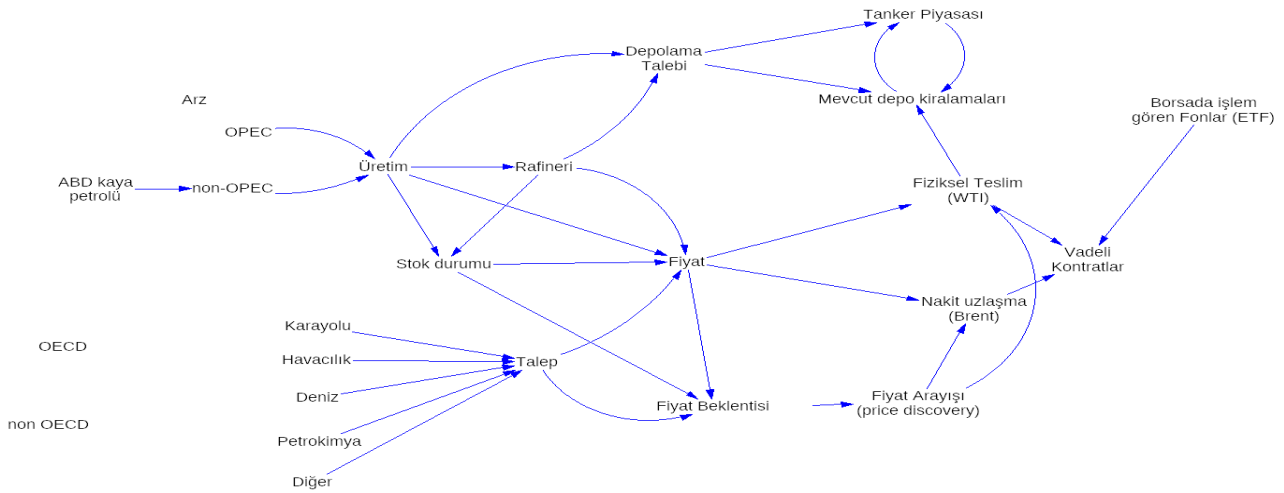 Tanker Piyasası
Depolama
Talebi
Arz
Mevcut depo kiralamaları
Borsada işlem
gören Fonlar (ETF)
OPEC
Üretim
Rafineri
ABD kaya
petrolü
non-OPEC
Fiziksel Teslim
(WTI)
Stok durumu
Fiyat
Vadeli
Kontratlar
Nakit uzlaşma
(Brent)
Karayolu
OECD
Havacılık
Talep
Deniz
Fiyat Beklentisi
Fiyat Arayışı
(price discovery)
non OECD
Petrokimya
Diğer